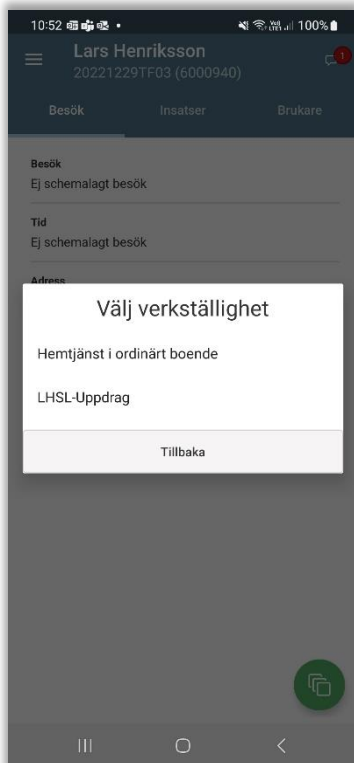 10:52 100%
Lars Henriksson
20221229TF03 (6000940)
1
Besök Insatser Brukare
Besök
Ej schemalagt besök
Tid
Ej schemalagt besök
Adress
Välj verkställighet
Hemtjänst i ordinärt boende
LHSL-Uppdrag
Tillbaka